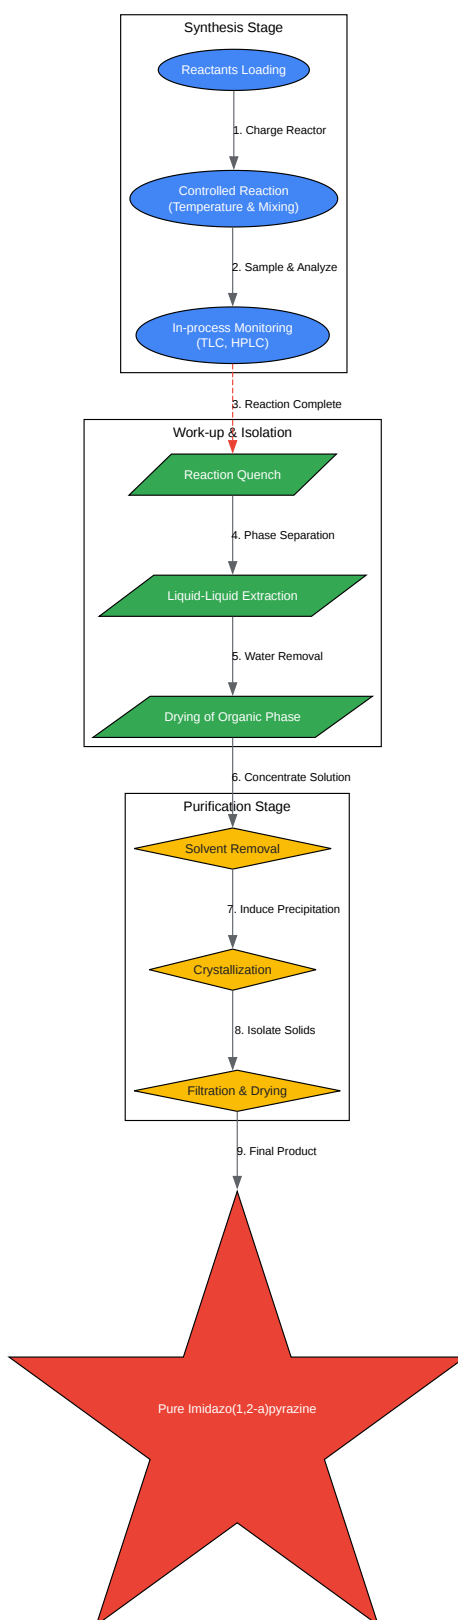 Synthesis Stage
Reactants Loading
1. Charge Reactor
Controlled Reaction
(Temperature & Mixing)
2. Sample & Analyze
In-process Monitoring
(TLC, HPLC)
3. Reaction Complete
Work-up & Isolation
Reaction Quench
4. Phase Separation
Liquid-Liquid Extraction
5. Water Removal
Drying of Organic Phase
6. Concentrate Solution
Purification Stage
Solvent Removal
7. Induce Precipitation
Crystallization
8. Isolate Solids
Filtration & Drying
9. Final Product
Pure Imidazo(1,2-a)pyrazine